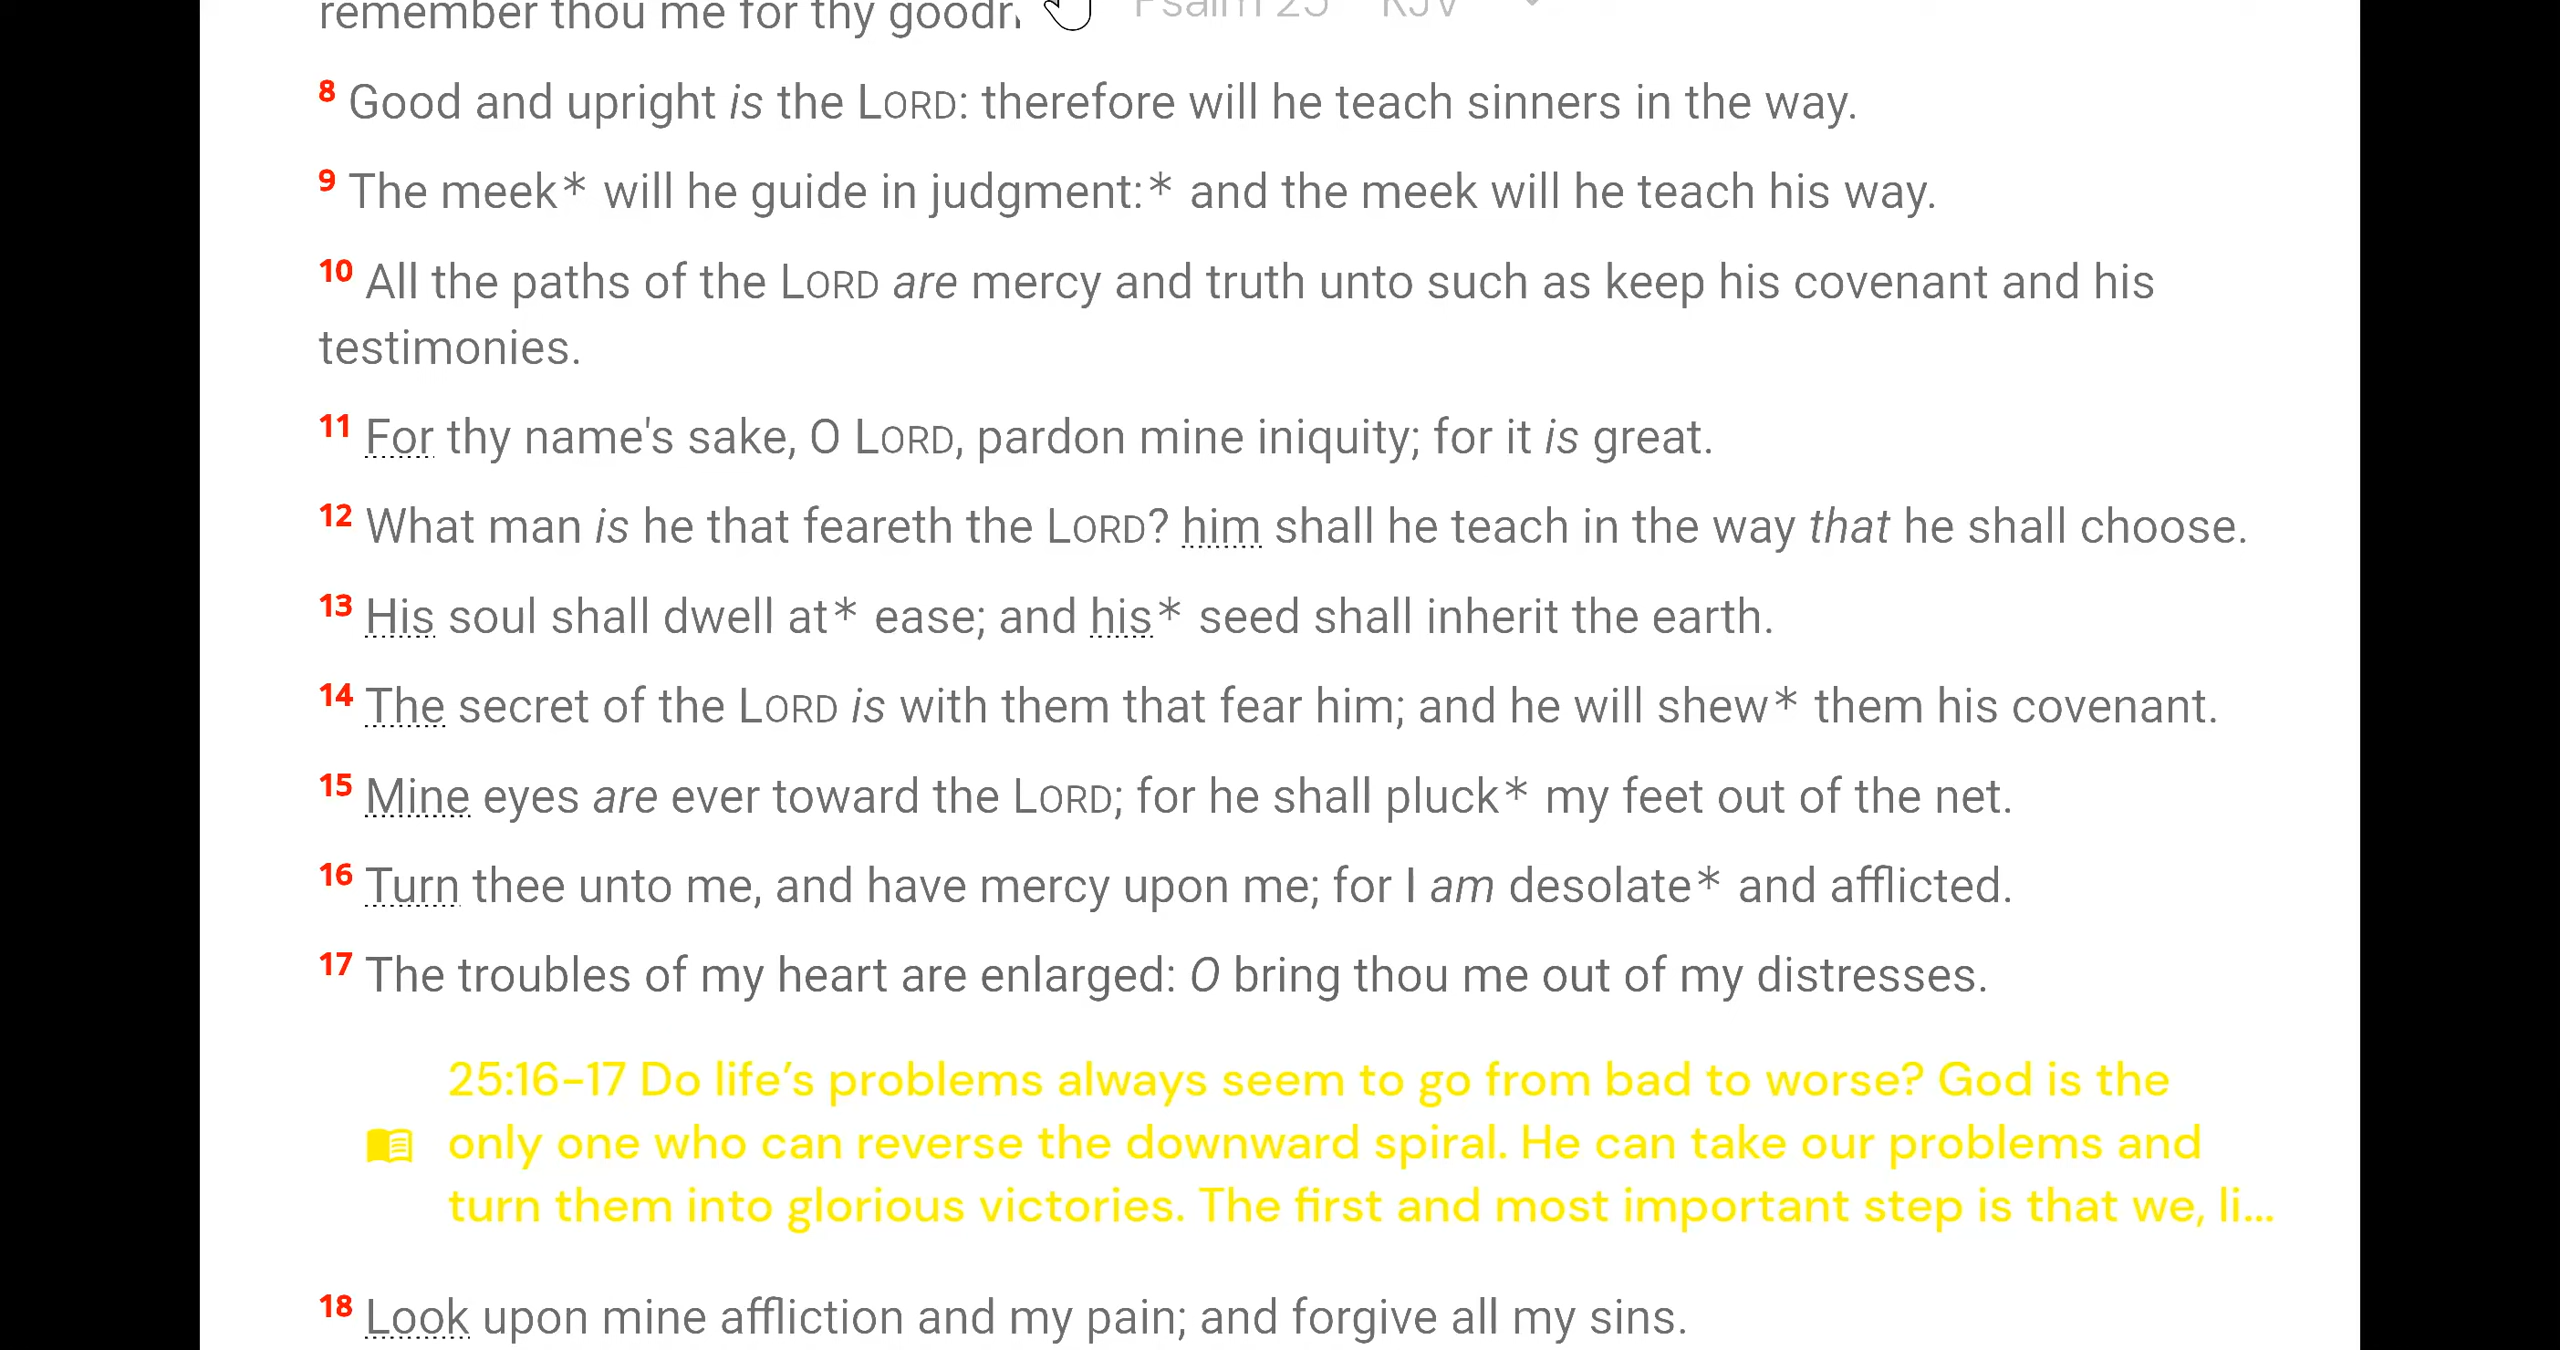 remember thou me for thy
Psalm 25 KJV
8 Good and upright is the LORD: therefore will he teach sinners in the way.
9 The meek* will he guide in judgment:* and the meek will he teach his way.
10 All the paths of the LORD are mercy and truth unto such as keep his covenant and his
testimonies.
11 For thy name's sake, O LORD, pardon mine iniquity; for it is great.
12 What man is he that feareth the LORD? him shall he teach in the way that he shall choose.
13 His soul shall dwell at* ease; and his* seed shall inherit the earth.
14 The secret of the LORD is with them that fear him; and he will shew* them his covenant.
15 Mine eyes are ever toward the LORD; for he shall pluck* my feet out of the net.
16 Turn thee unto me, and have mercy upon me; for I am desolate* and afflicted.
17 The troubles of my heart are enlarged: O bring thou me out of my distresses.
25:16–17 Do life’s problems always seem to go from bad to worse? God is the
only one who can reverse the downward spiral. He can take our problems and
turn them into glorious victories. The first and most important step is that we, li...
18 Look upon mine affliction and my pain; and forgive all my sins.